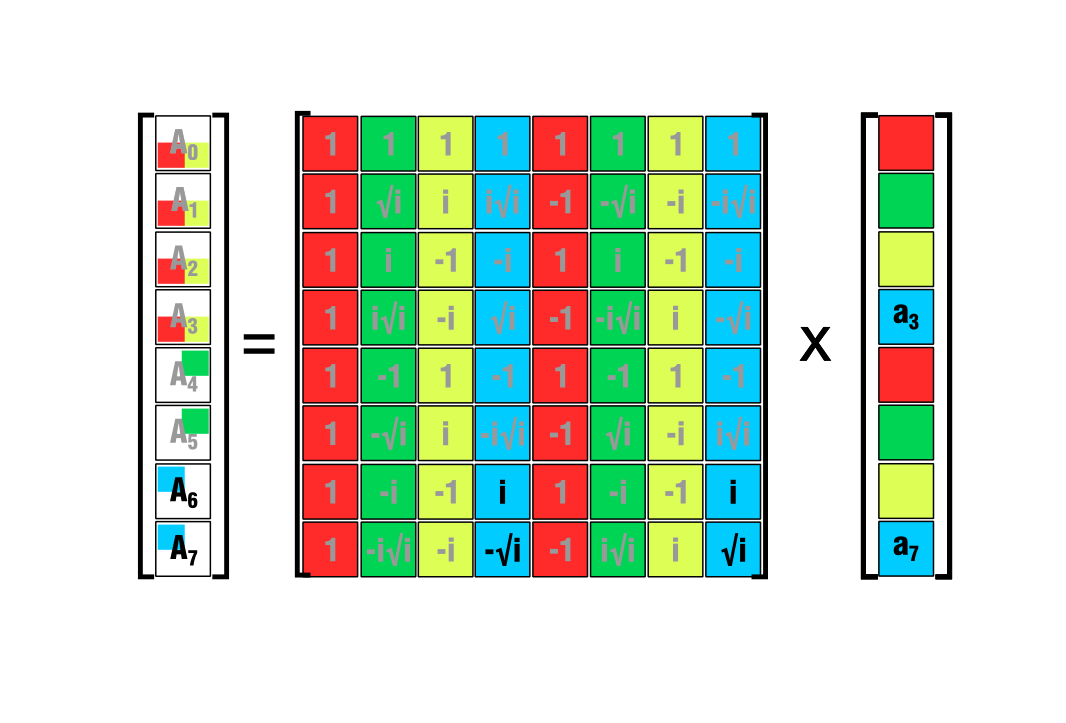 A0 1 1 1 1 1 1 1 1
A1 1 √i i i√i -1 -√i -i -i√i
A2 1 i -1 -i 1 i -1 -i
A3 1 i√i -i √i -1 -i√i i -√i a3
= x
A4 1 -1 1 -1 1 -1 1 -1
A5 1 -√i i -i√i -1 √i -i i√i
A6 1 -i -1 i 1 -i -1 i
A7 1 -i√i -i -√i -1 i√i i √i a7